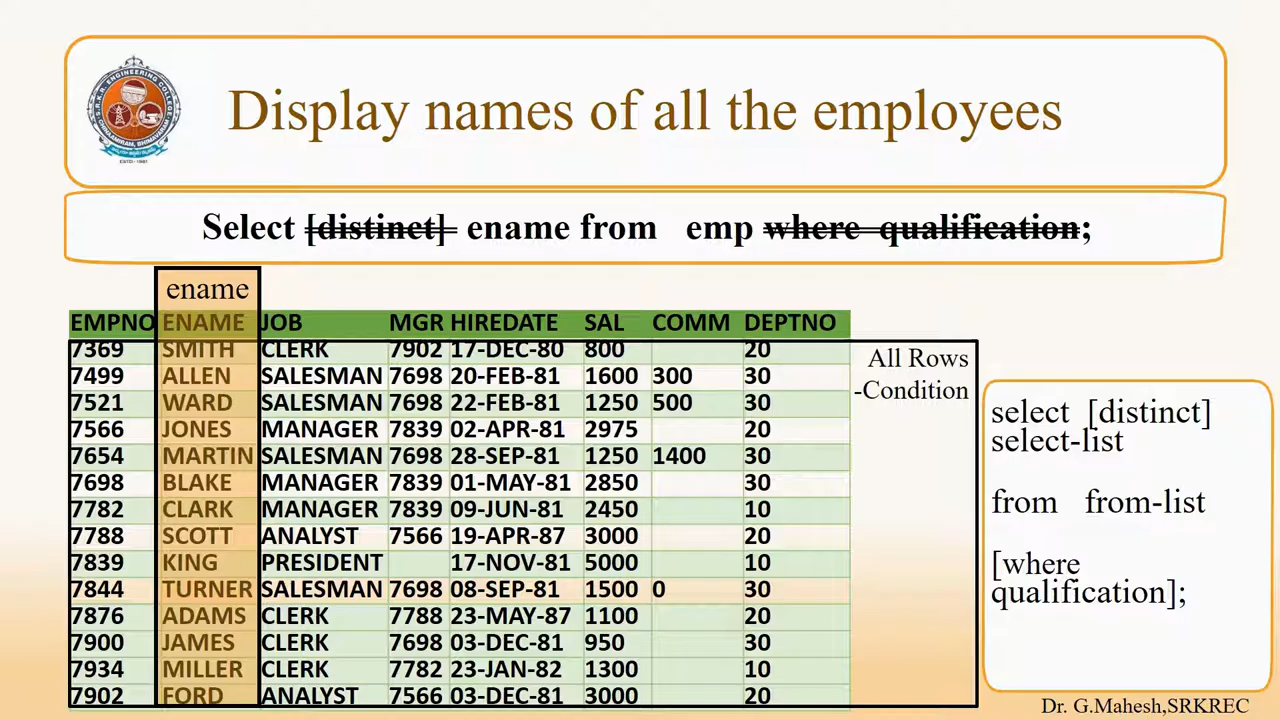 Display names of all the employees
Select [distinct] ename from emp where qualification;
ename
EMPNO ENAME JOB MGR HIREDATE SAL COMM DEPTNO
7369 SMITH CLERK 7902 17-DEC-80 800 20
7499 ALLEN SALESMAN 7698 20-FEB-81 1600 300 30
7521 WARD SALESMAN 7698 22-FEB-81 1250 500 30
7566 JONES MANAGER 7839 02-APR-81 2975 20
7654 MARTIN SALESMAN 7698 28-SEP-81 1250 1400 30
7698 BLAKE MANAGER 7839 01-MAY-81 2850 30
7782 CLARK MANAGER 7839 09-JUN-81 2450 10
7788 SCOTT ANALYST 7566 19-APR-87 3000 20
7839 KING PRESIDENT 17-NOV-81 5000 10
7844 TURNER SALESMAN 7698 08-SEP-81 1500 0 30
7876 ADAMS CLERK 7788 23-MAY-87 1100 20
7900 JAMES CLERK 7698 03-DEC-81 950 30
7934 MILLER CLERK 7782 23-JAN-82 1300 10
7902 FORD ANALYST 7566 03-DEC-81 3000 20
All Rows
-Condition
select [distinct]
select-list
from from-list
[where
qualification];
Dr. G.Mahesh,SRKREC